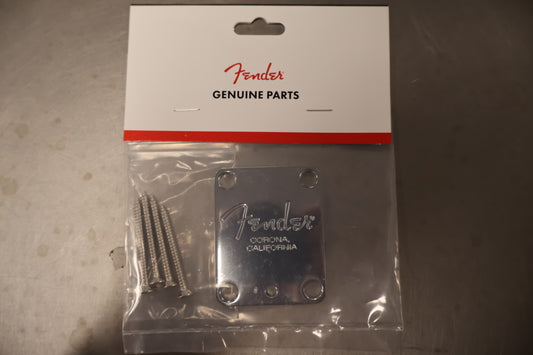 Fender
GENUINE PARTS
Fender
CORONA,
CALIFORNIA